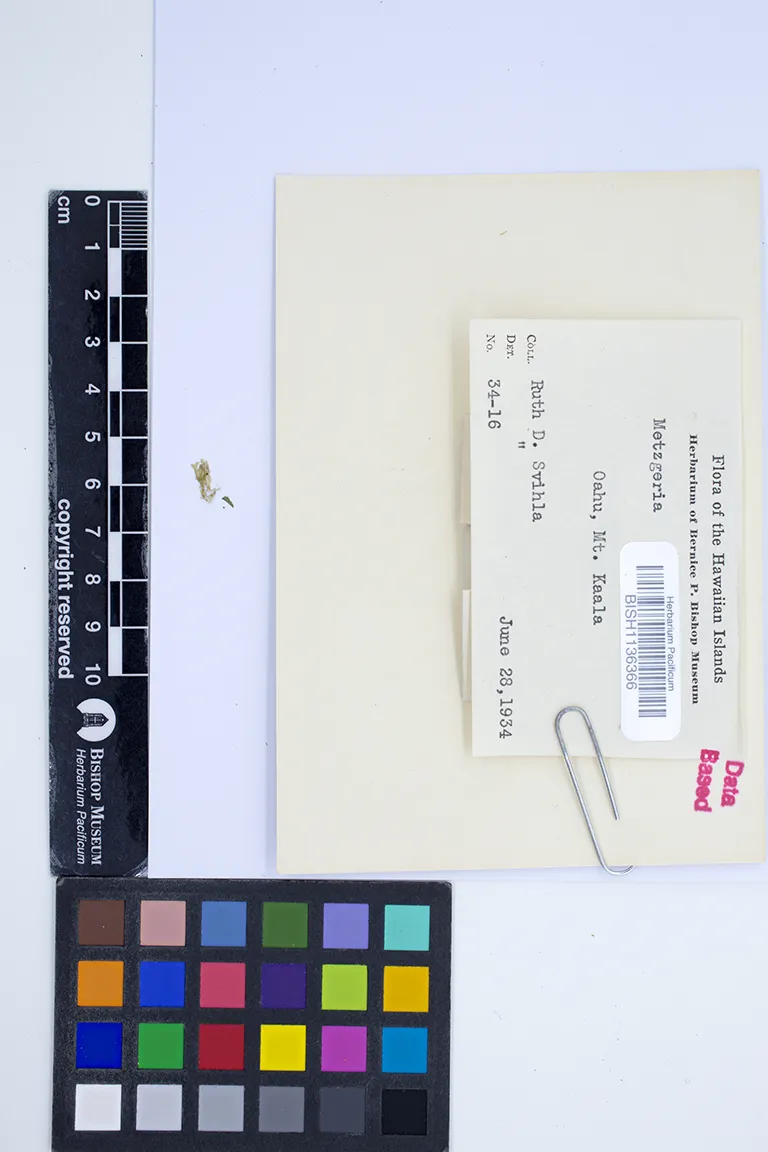 Flora of the Hawaiian Islands
Herbarium of Bernice P. Bishop Museum
Metzgeria
Herbarium Pacificum
BISH1136366
Oahu, Mt. Kaala
COLL. Ruth D. Svihla
DET. "
June 28,1934
No. 34-16
Data
Based
0
cm
1
2
3
4
5
6
7
8
9
10
copyright reserved
BISHOP MUSEUM
Herbarium Pacificum